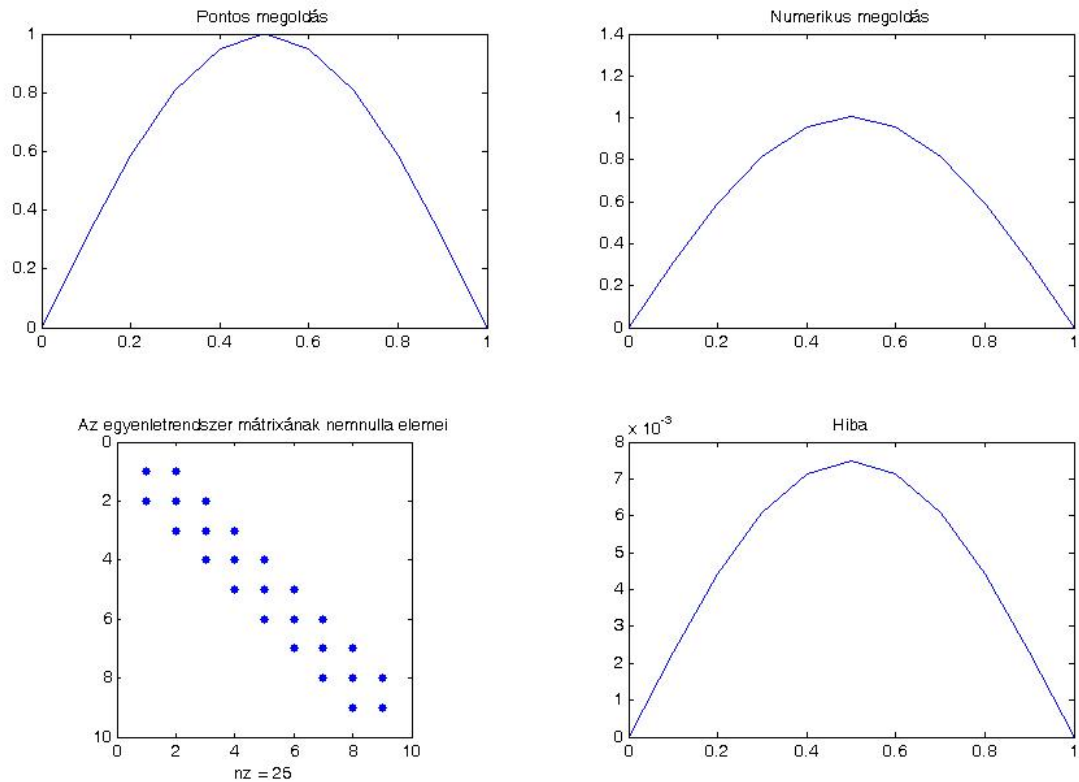 Pontos megoldás
1
0.8
0.6
0.4
0.2
0
0 0.2 0.4 0.6 0.8 1
Numerikus megoldás
1.4
1.2
1
0.8
0.6
0.4
0.2
0
0 0.2 0.4 0.6 0.8 1
Az egyenletrendszer mátrixának nemnulla elemei
0
2
4
6
8
10
0 2 4 6 8 10
nz = 25
Hiba
x 10⁻³
8
7
6
5
4
3
2
1
0
0 0.2 0.4 0.6 0.8 1